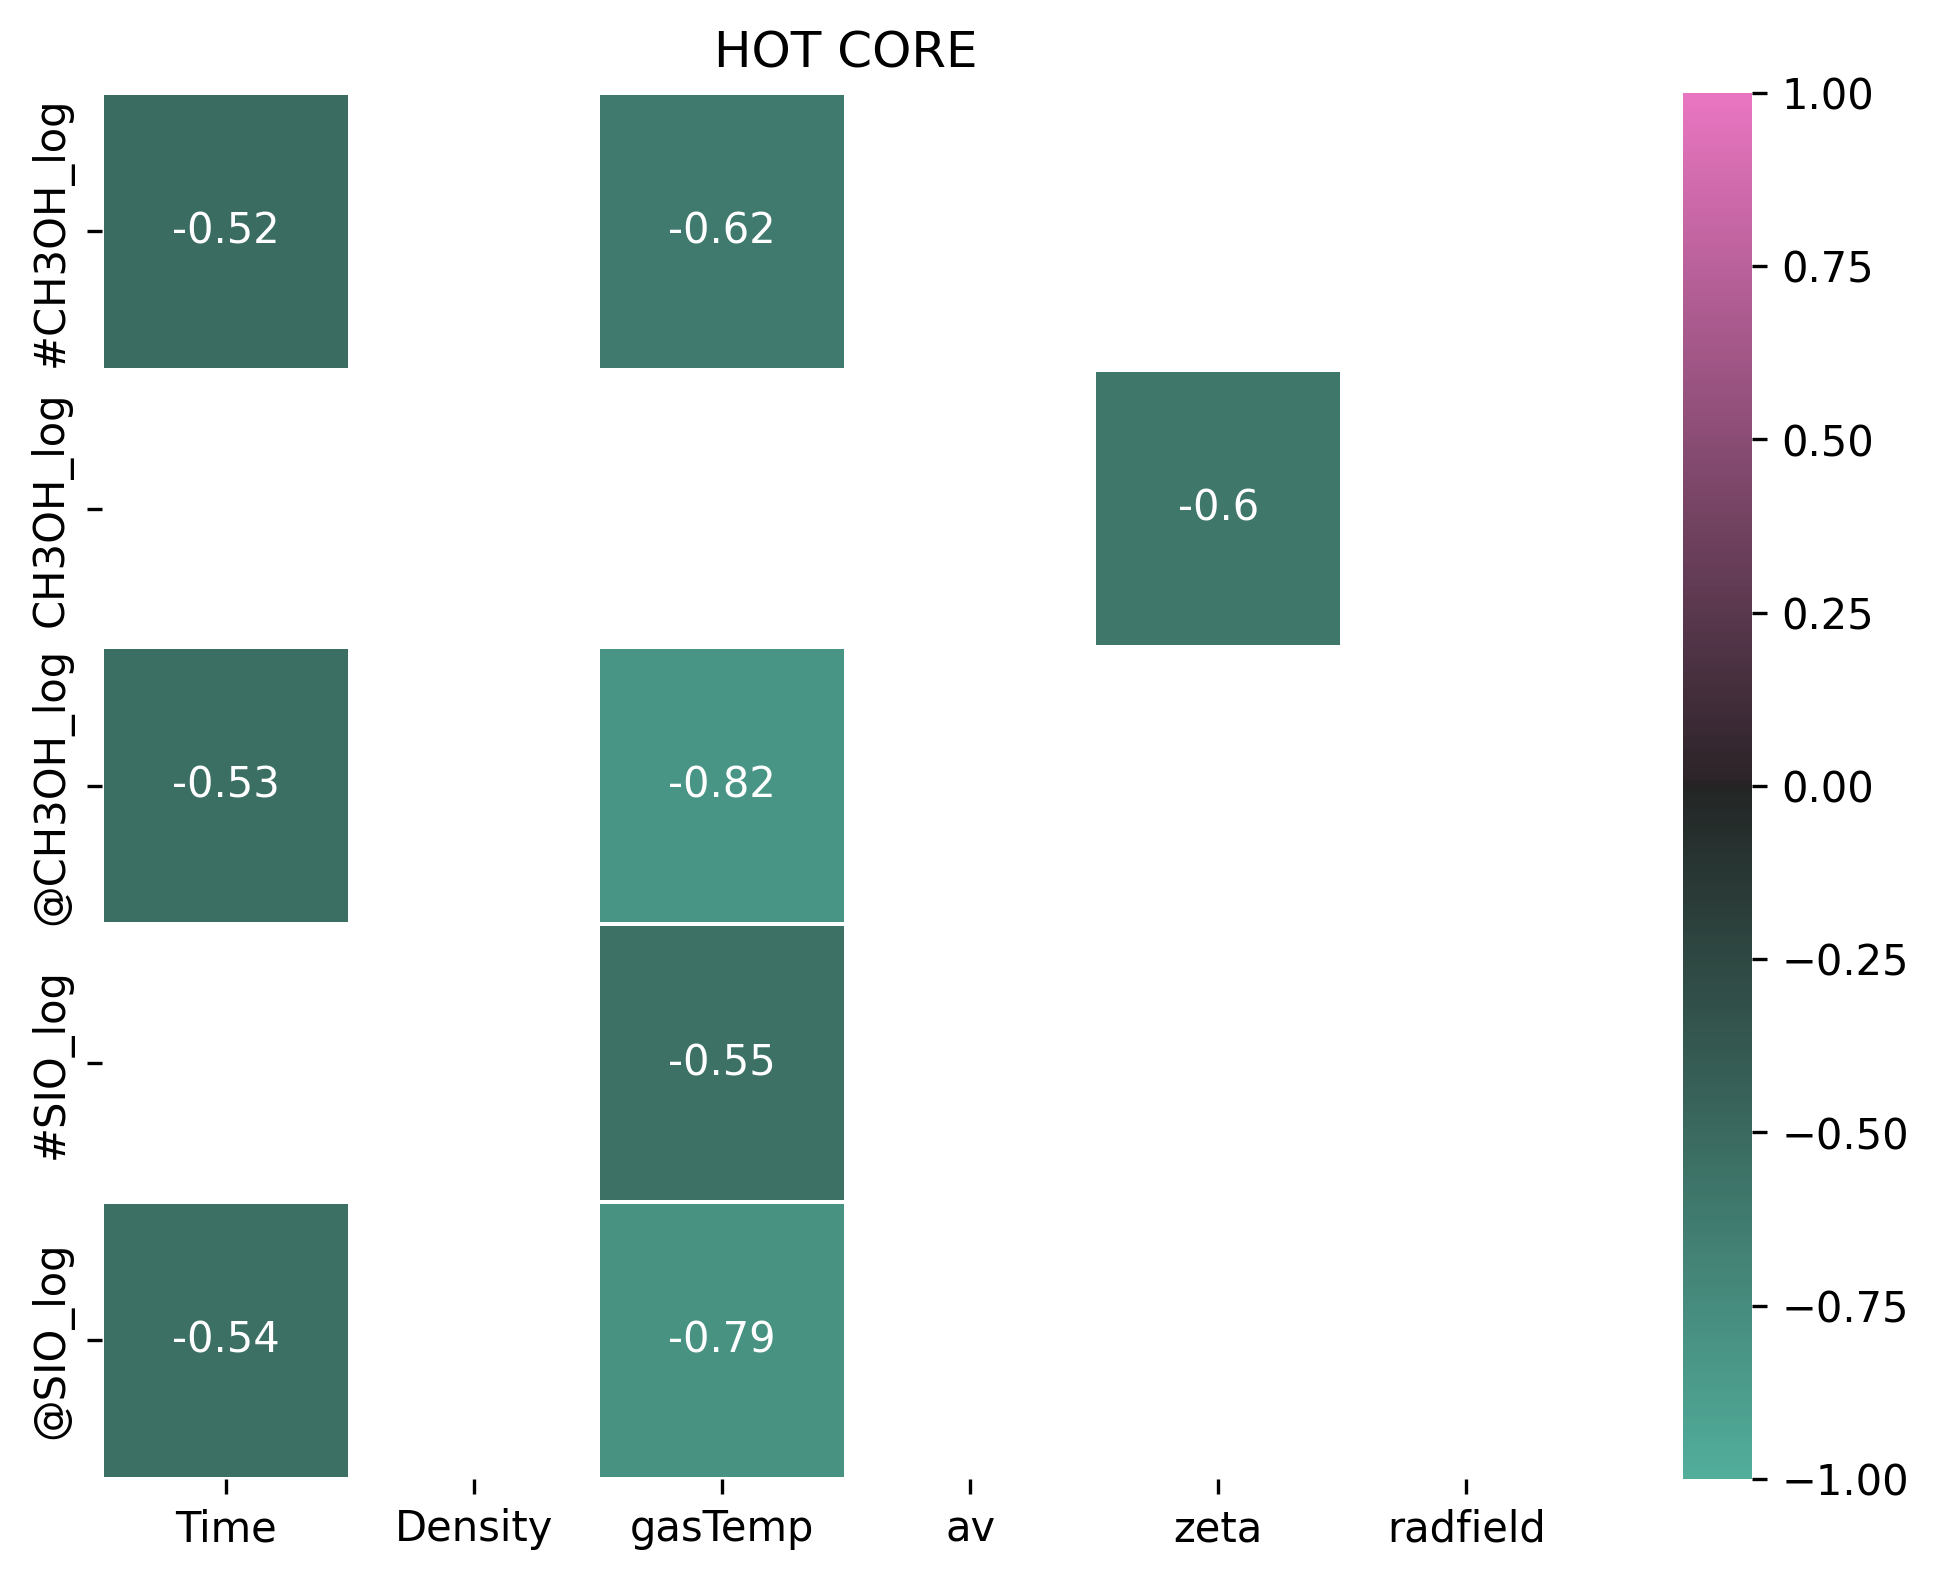 HOT CORE
#CH3OH_log
-0.52
-0.62
CH3OH_log
-0.6
@CH3OH_log
-0.53
-0.82
#SIO_log
-0.55
@SIO_log
-0.54
-0.79
Time
Density
gasTemp
av
zeta
radfield
1.00
0.75
0.50
0.25
0.00
−0.25
−0.50
−0.75
−1.00